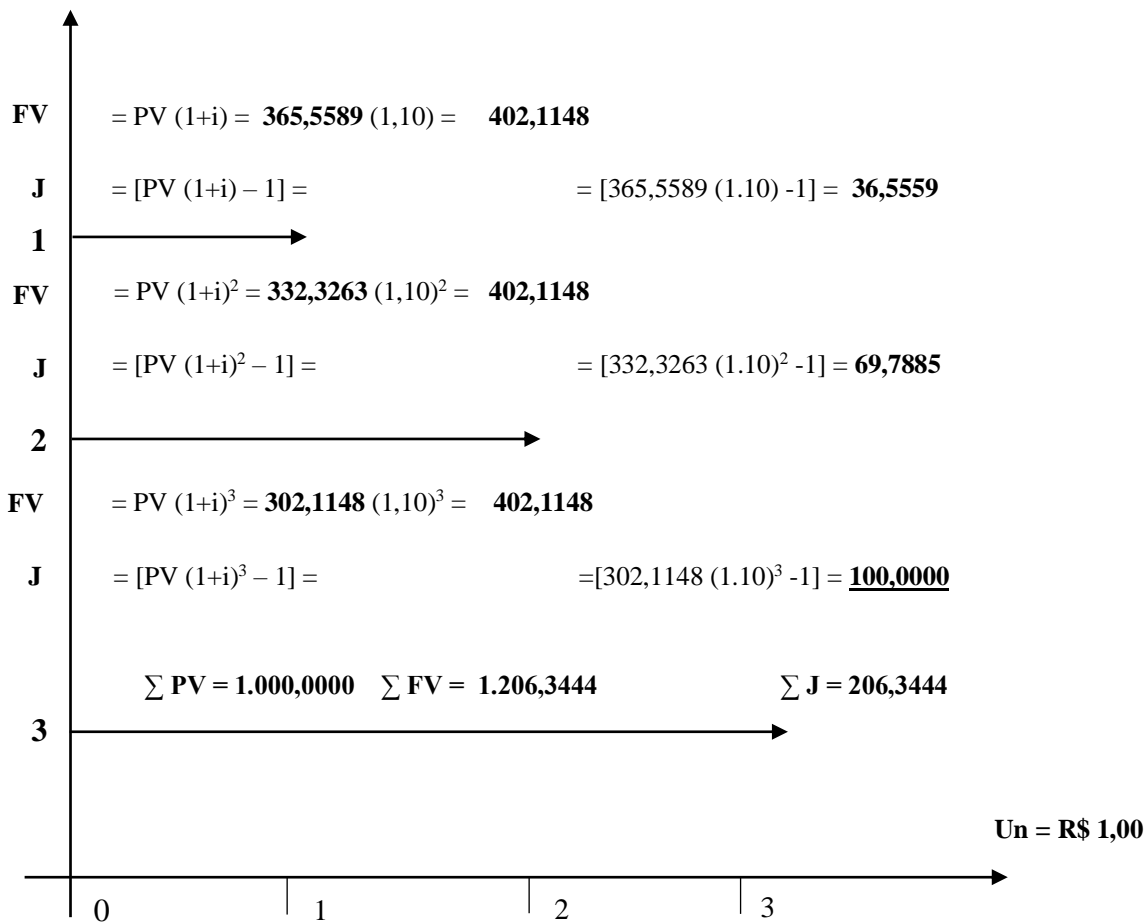 FV = PV (1+i) = 365,5589 (1,10) = 402,1148
J = [PV (1+i) – 1] = = [365,5589 (1.10) -1] = 36,5559
1
FV = PV (1+i)² = 332,3263 (1,10)² = 402,1148
J = [PV (1+i)² – 1] = = [332,3263 (1.10)² -1] = 69,7885
2
FV = PV (1+i)³ = 302,1148 (1,10)³ = 402,1148
J = [PV (1+i)³ – 1] = =[302,1148 (1.10)³ -1] = 100,0000
∑ PV = 1.000,0000 ∑ FV = 1.206,3444 ∑ J = 206,3444
3
Un = R$ 1,00
0 1 2 3